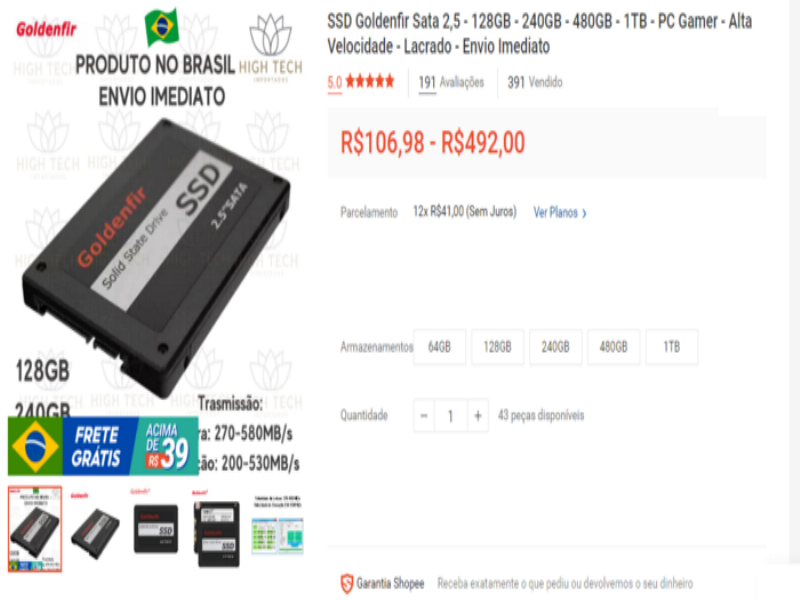 Goldenfir
PRODUTO NO BRASIL
ENVIO IMEDIATO
HIGH TECH
IMPORTADOS
Goldenfir
Solid State Drive
SSD
2.5"SATA
128GB
240GB
Trasmissão:
ra: 270-580MB/s
ção: 200-530MB/s
FRETE
GRÁTIS
ACIMA
DE
R$39
SSD Goldenfir Sata 2,5 - 128GB - 240GB - 480GB - 1TB - PC Gamer - Alta
Velocidade - Lacrado - Envio Imediato
5.0 ★★★★★ 191 Avaliações 391 Vendido
R$106,98 - R$492,00
Parcelamento 12x R$41,00 (Sem Juros) Ver Planos >
Armazenamentos 64GB 128GB 240GB 480GB 1TB
Quantidade − 1 + 43 peças disponíveis
Garantia Shopee Receba exatamente o que pediu ou devolvemos o seu dinheiro